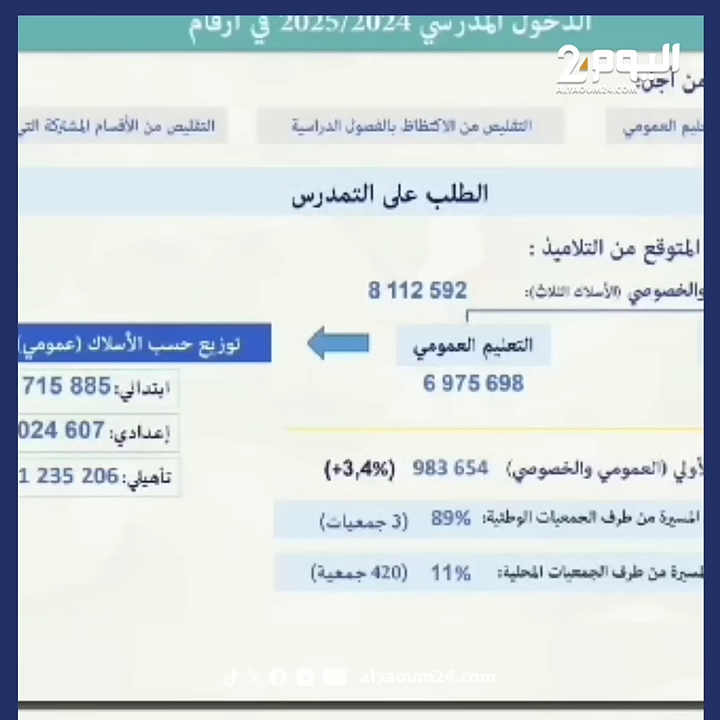 الدخول المدرسي 2025/2024 في أرقام
اليوم 24
ALYAOUM24.COM
من أجل:
التقليص من الاكتظاظ بالفصول الدراسية
التقليص من الأقسام المشتركة التي
العمومي
الطلب على التمدرس
المتوقع من التلاميذ :
والخصوصي (الأسلاك الثلاث): 8 112 592
التعليم العمومي
6 975 698
توزيع حسب الأسلاك (عمومي)
ابتدائي: 715 885
إعدادي: 024 607
تأهيلي: 1 235 206
(العمومي والخصوصي) 983 654 (+3,4%)
المسيرة من طرف الجمعيات الوطنية: 89% (3 جمعيات)
من طرف الجمعيات المحلية: 11% (420 جمعية)
alyaoum24.com